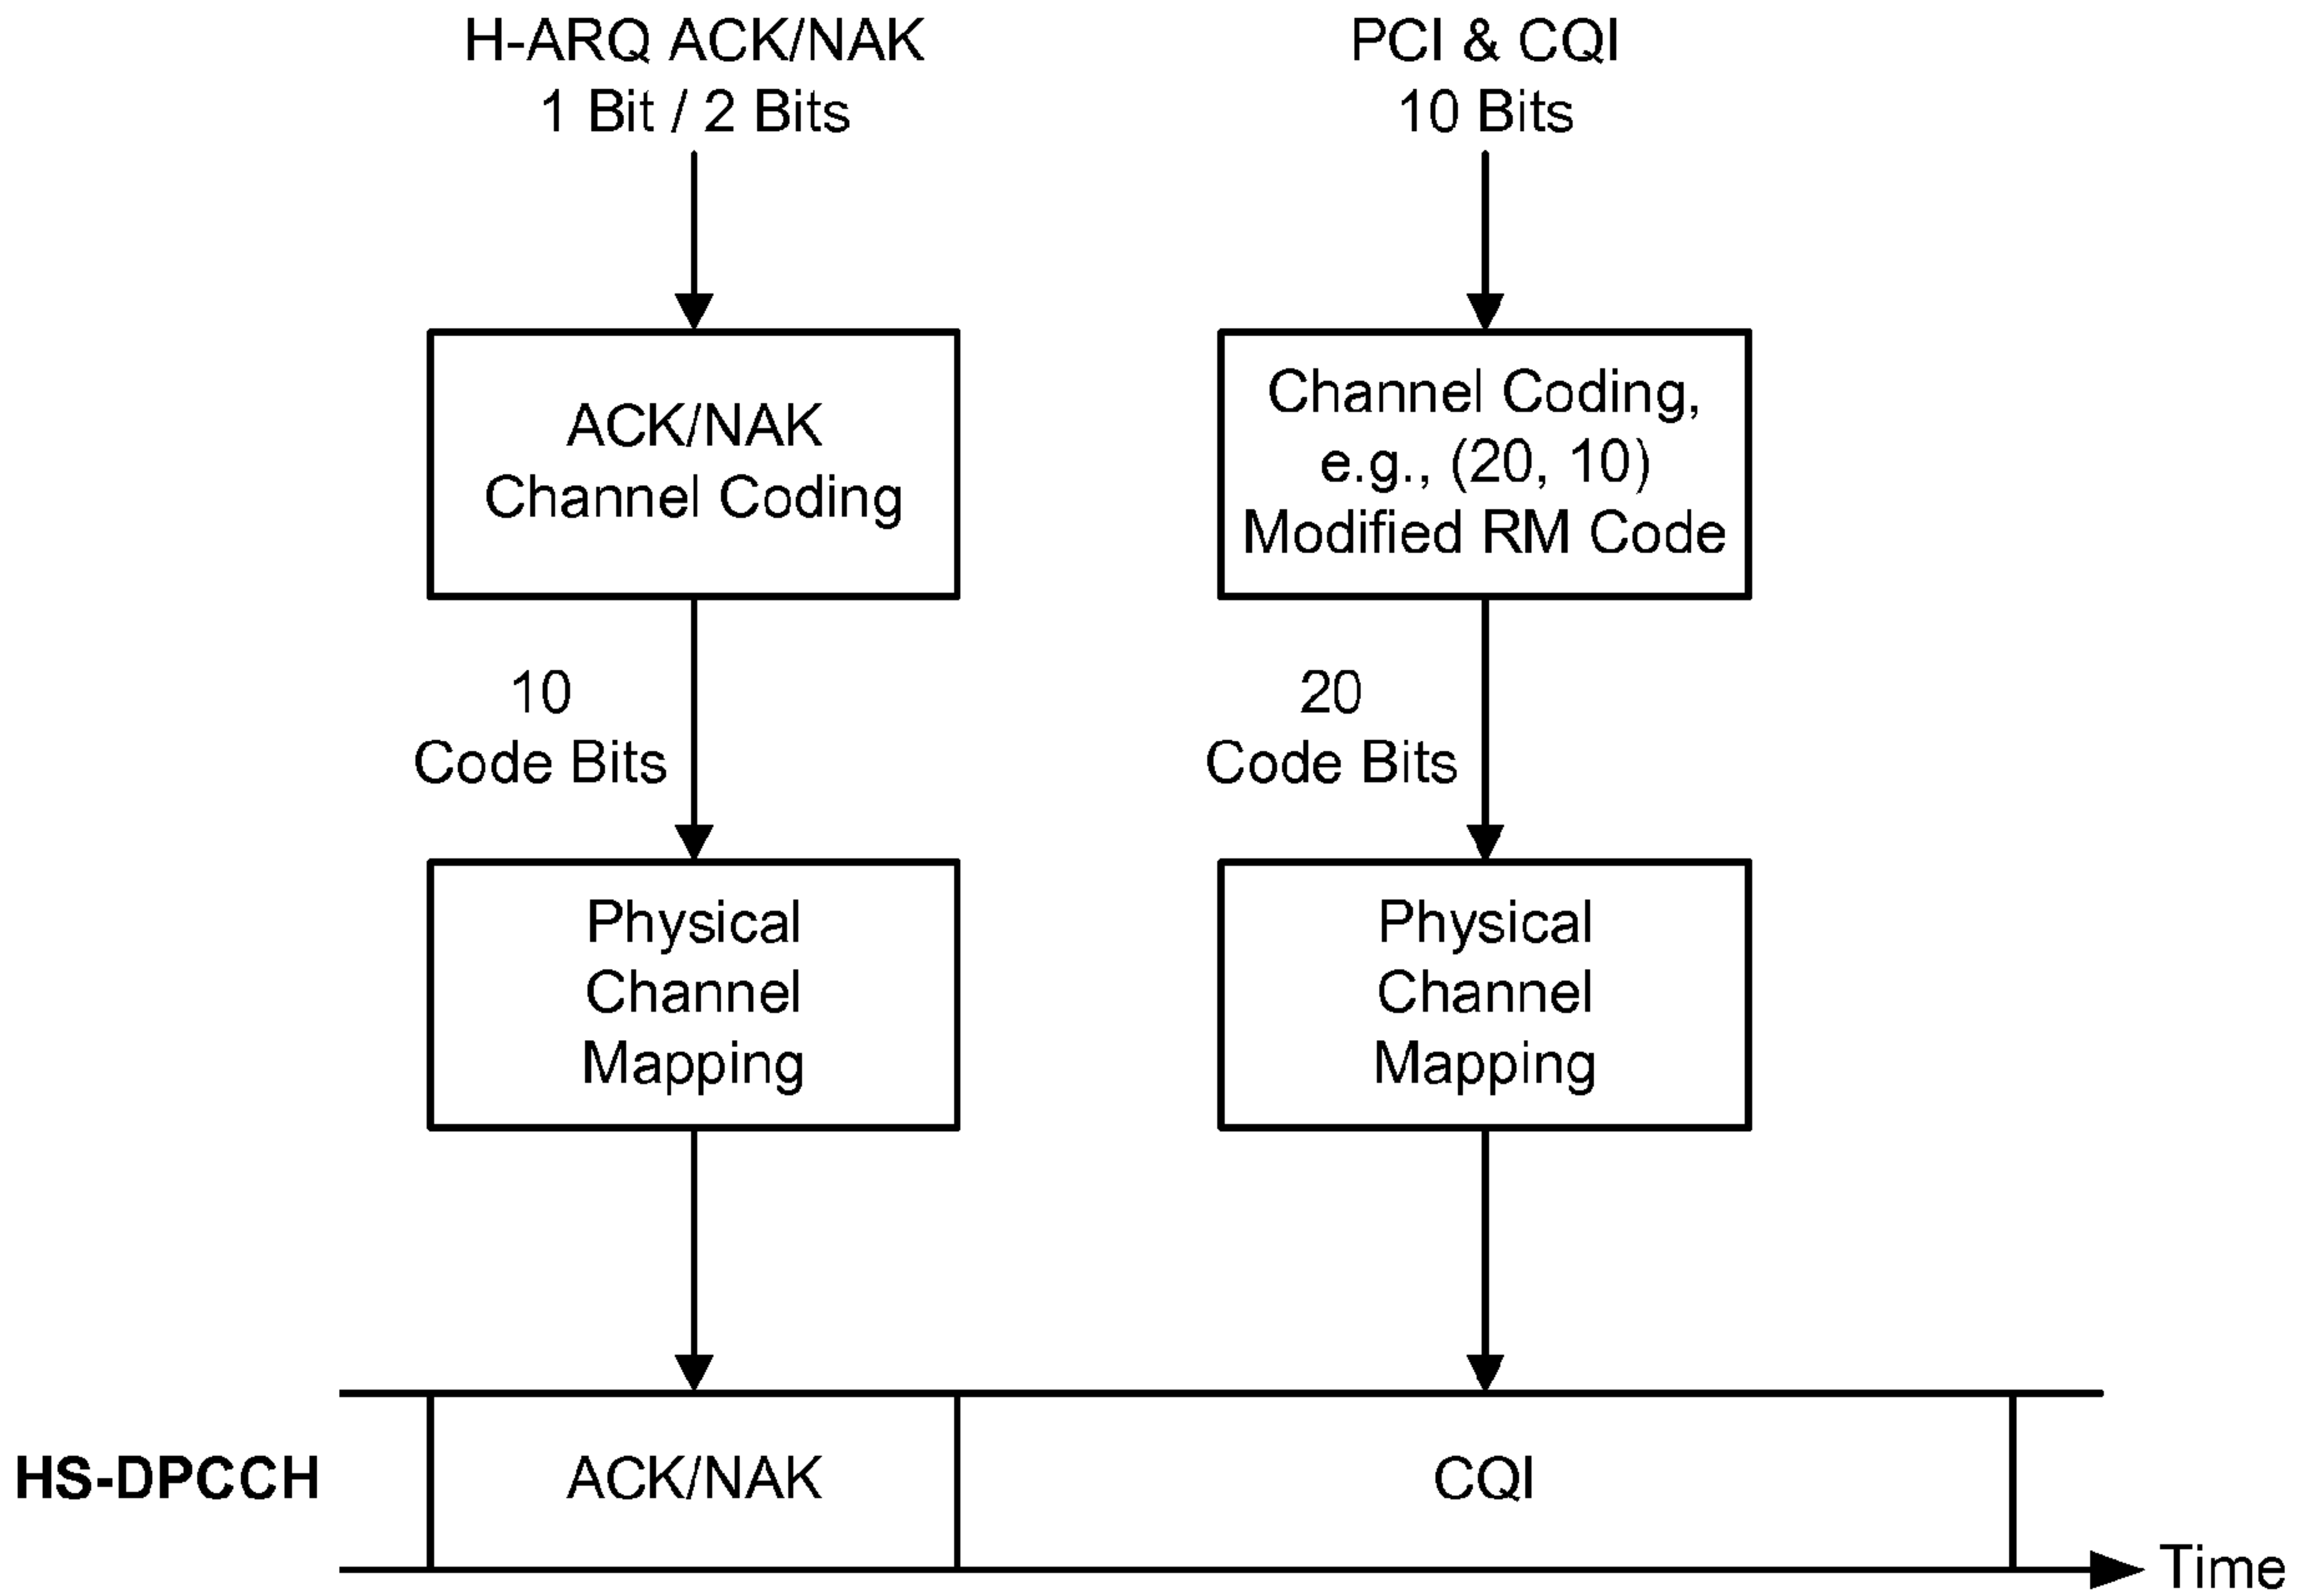 H-ARQ ACK/NAK
1 Bit / 2 Bits
PCI & CQI
10 Bits
ACK/NAK
Channel Coding
Channel Coding,
e.g., (20, 10)
Modified RM Code
10
Code Bits
20
Code Bits
Physical
Channel
Mapping
Physical
Channel
Mapping
HS-DPCCH
ACK/NAK
CQI
Time